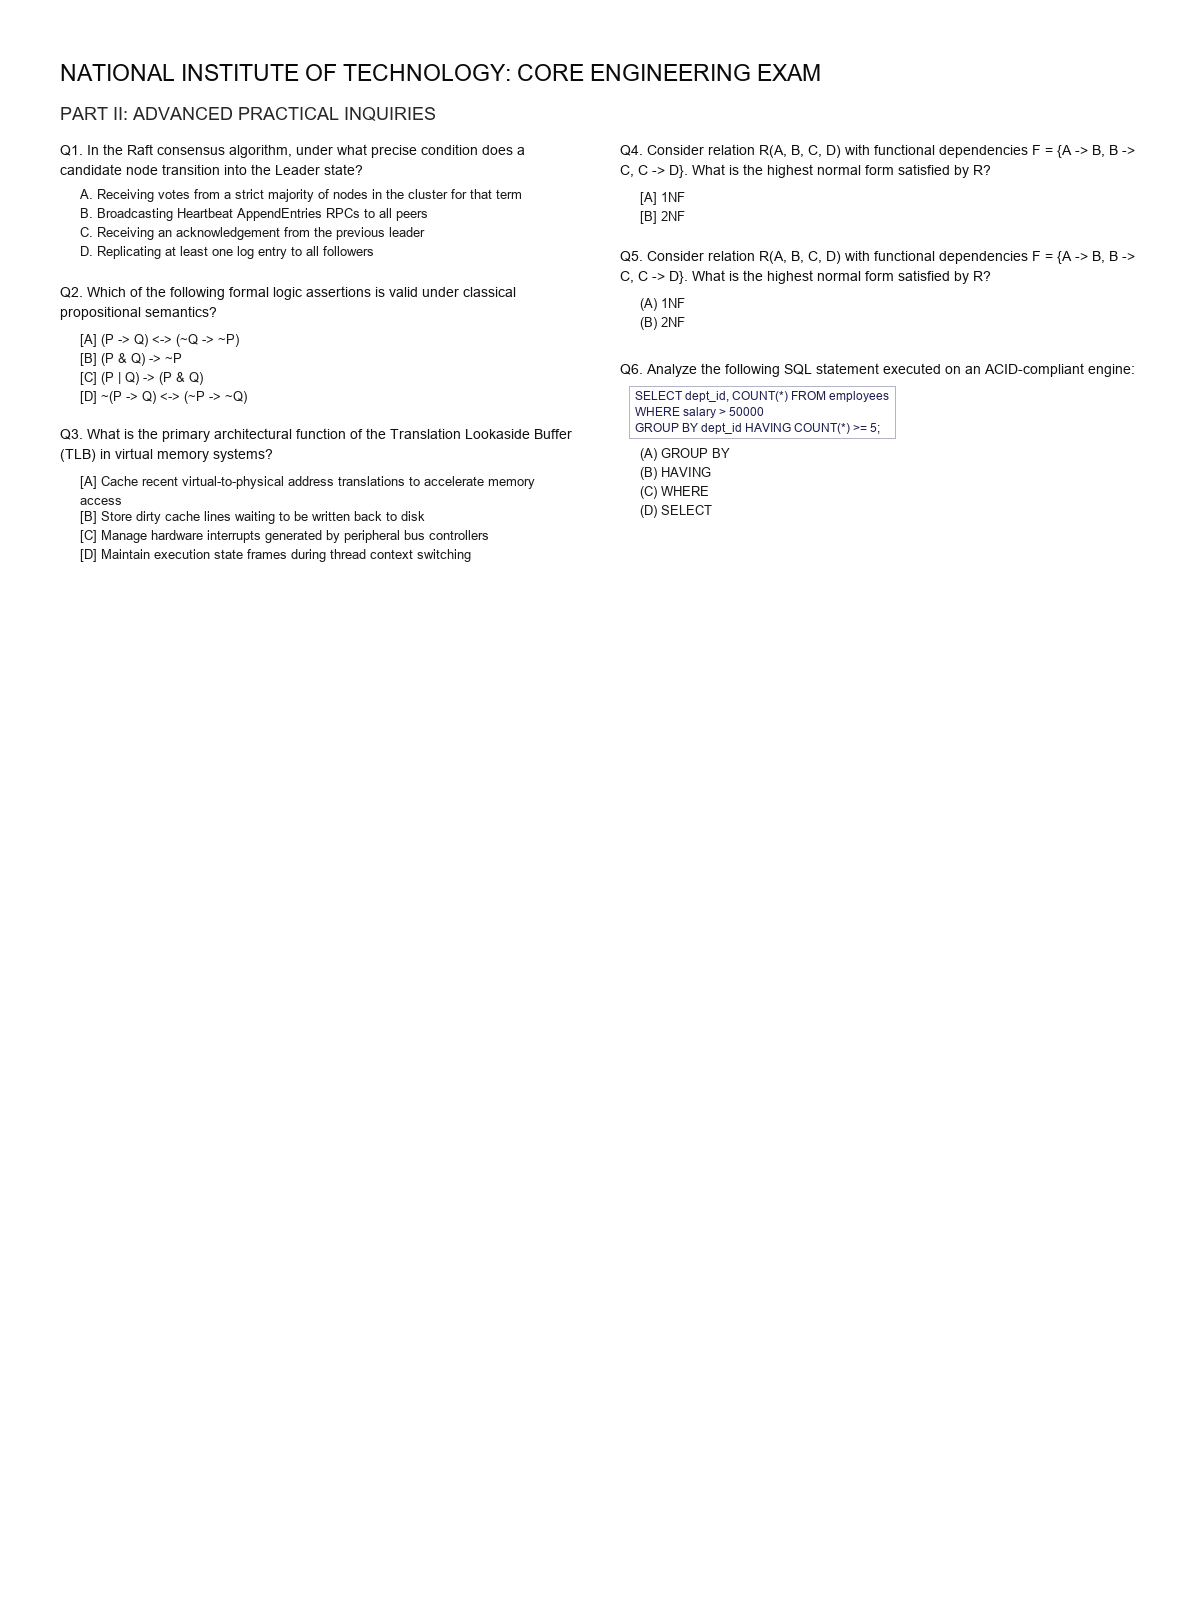 NATIONAL INSTITUTE OF TECHNOLOGY: CORE ENGINEERING EXAM
PART II: ADVANCED PRACTICAL INQUIRIES
Q1. In the Raft consensus algorithm, under what precise condition does a
candidate node transition into the Leader state?
A. Receiving votes from a strict majority of nodes in the cluster for that term
B. Broadcasting Heartbeat AppendEntries RPCs to all peers
C. Receiving an acknowledgement from the previous leader
D. Replicating at least one log entry to all followers
Q2. Which of the following formal logic assertions is valid under classical
propositional semantics?
[A] (P -> Q) <-> (~Q -> ~P)
[B] (P & Q) -> ~P
[C] (P | Q) -> (P & Q)
[D] ~(P -> Q) <-> (~P -> ~Q)
Q3. What is the primary architectural function of the Translation Lookaside Buffer
(TLB) in virtual memory systems?
[A] Cache recent virtual-to-physical address translations to accelerate memory
access
[B] Store dirty cache lines waiting to be written back to disk
[C] Manage hardware interrupts generated by peripheral bus controllers
[D] Maintain execution state frames during thread context switching
Q4. Consider relation R(A, B, C, D) with functional dependencies F = {A -> B, B ->
C, C -> D}. What is the highest normal form satisfied by R?
[A] 1NF
[B] 2NF
Q5. Consider relation R(A, B, C, D) with functional dependencies F = {A -> B, B ->
C, C -> D}. What is the highest normal form satisfied by R?
(A) 1NF
(B) 2NF
Q6. Analyze the following SQL statement executed on an ACID-compliant engine:
SELECT dept_id, COUNT(*) FROM employees
WHERE salary > 50000
GROUP BY dept_id HAVING COUNT(*) >= 5;
(A) GROUP BY
(B) HAVING
(C) WHERE
(D) SELECT